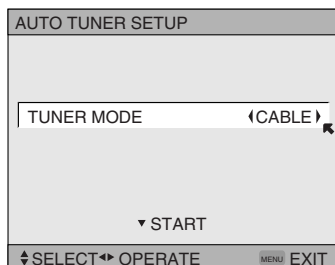 AUTO TUNER SETUP
TUNER MODE CABLE
START
SELECT OPERATE MENU EXIT